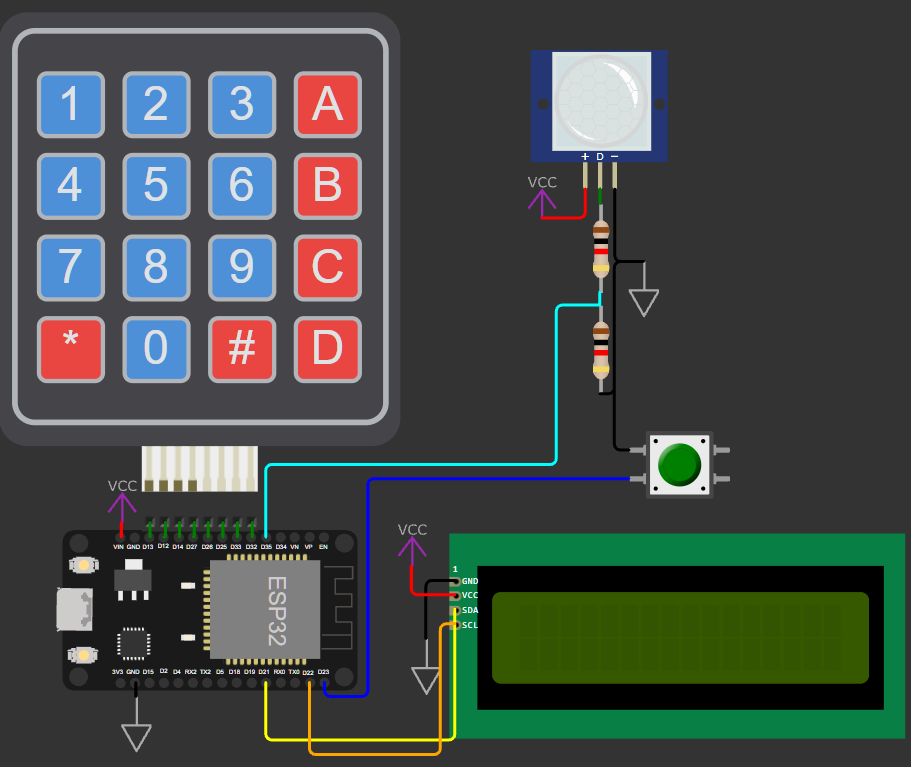 1 2 3 A
4 5 6 B
7 8 9 C
* 0 # D
+ D −
VCC
VCC
VIN GND D13 D12 D14 D27 D26 D25 D33 D32 D35 D34 VN VP EN
ESP32
3V3 GND D15 D2 D4 RX2 TX2 D5 D18 D19 D21 RX0 TX0 D22 D23
VCC
1
GND
VCC
SDA
SCL